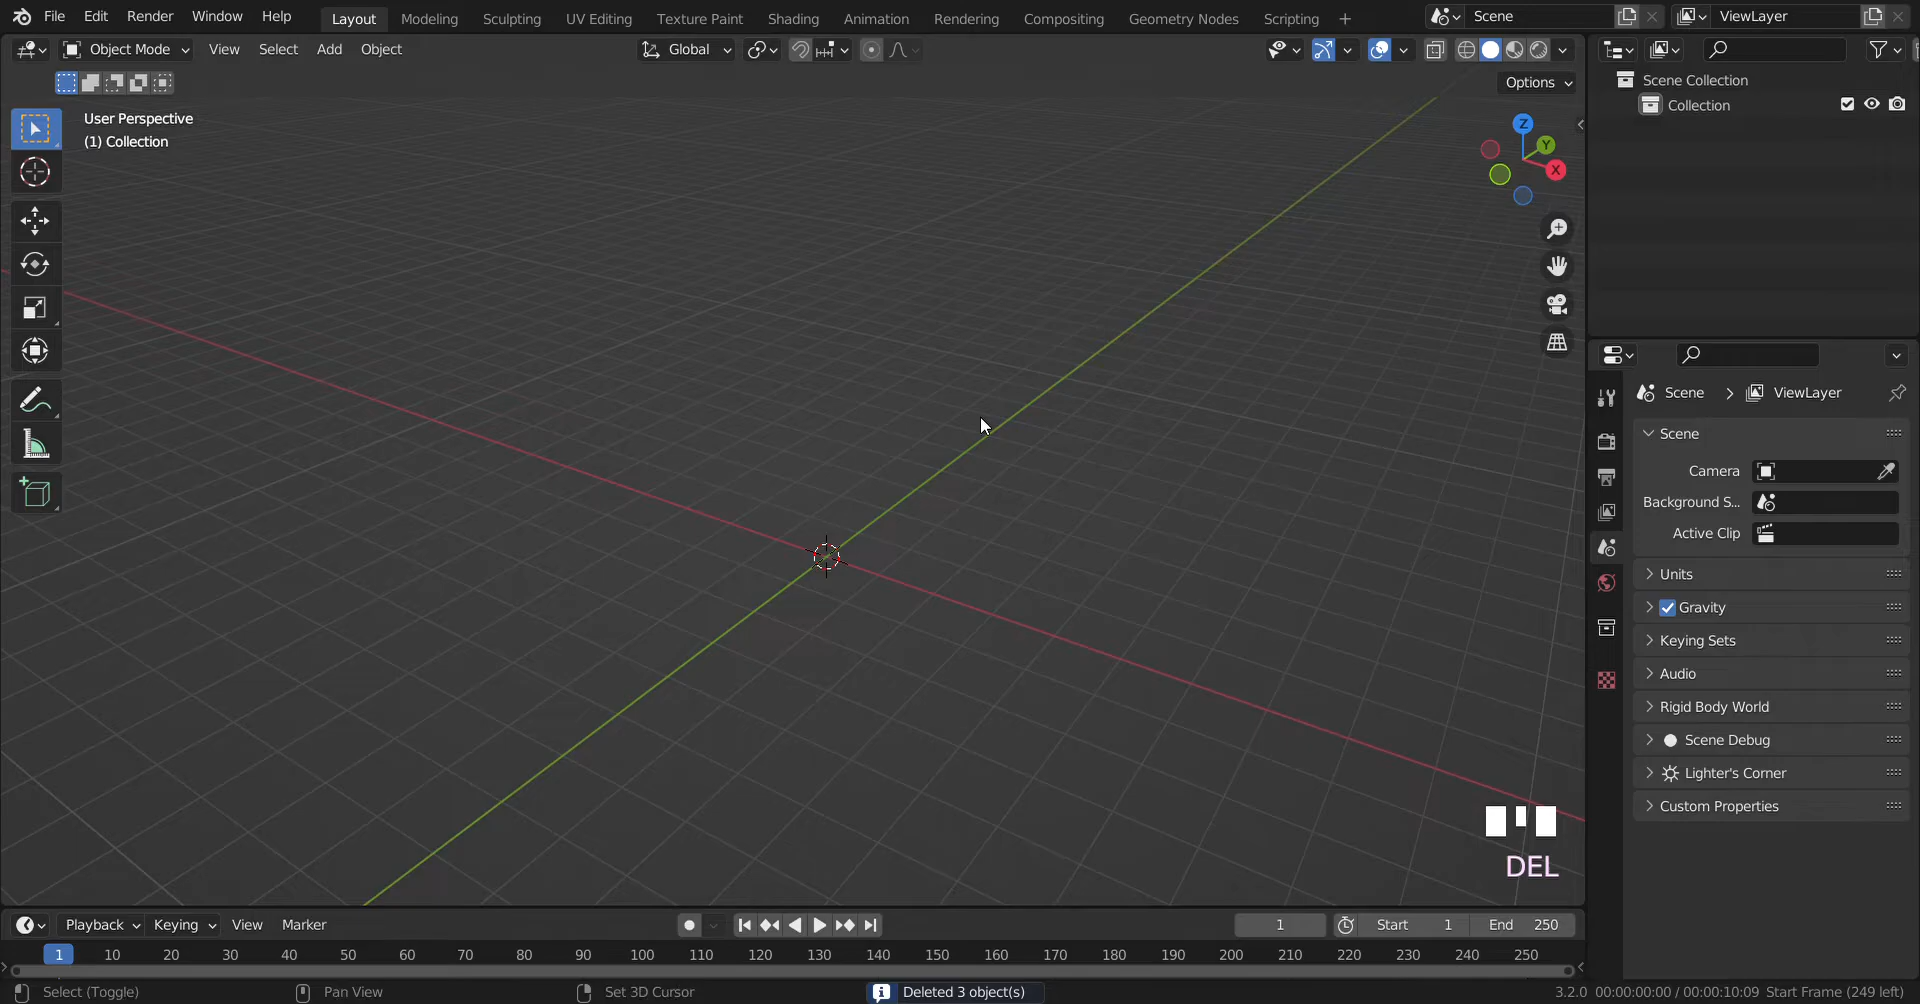 File Edit Render Window Help Layout Modeling Sculpting UV Editing Texture Paint Shading Animation Rendering Compositing Geometry Nodes Scripting + Scene ViewLayer
Object Mode View Select Add Object Global
Options
User Perspective
(1) Collection
Z
Y
X
DEL
Scene Collection
Collection
Scene > ViewLayer
Scene
Camera
Background S...
Active Clip
Units
Gravity
Keying Sets
Audio
Rigid Body World
Scene Debug
Lighter's Corner
Custom Properties
Playback Keying View Marker 1 Start 1 End 250
1 10 20 30 40 50 60 70 80 90 100 110 120 130 140 150 160 170 180 190 200 210 220 230 240 250
Select (Toggle) Pan View Set 3D Cursor Deleted 3 object(s) 3.2.0 00:00:00:00 / 00:00:10:09 Start Frame (249 left)